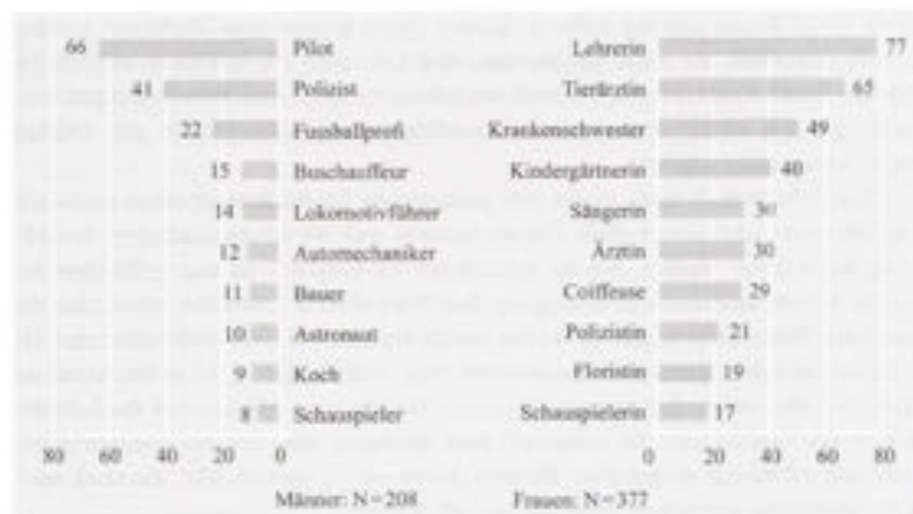 66 Pilot Lehrerin 77
41 Polizist Tierärztin 65
22 Fussballprofi Krankenschwester 49
15 Buschauffeur Kindergärtnerin 40
14 Lokomotivführer Sängerin 30
12 Automechaniker Ärztin 30
11 Bauer Coiffeuse 29
10 Astronaut Polizistin 21
9 Koch Floristin 19
8 Schauspieler Schauspielerin 17
80 60 40 20 0 0 20 40 60 80
Männer: N=208 Frauen: N=377